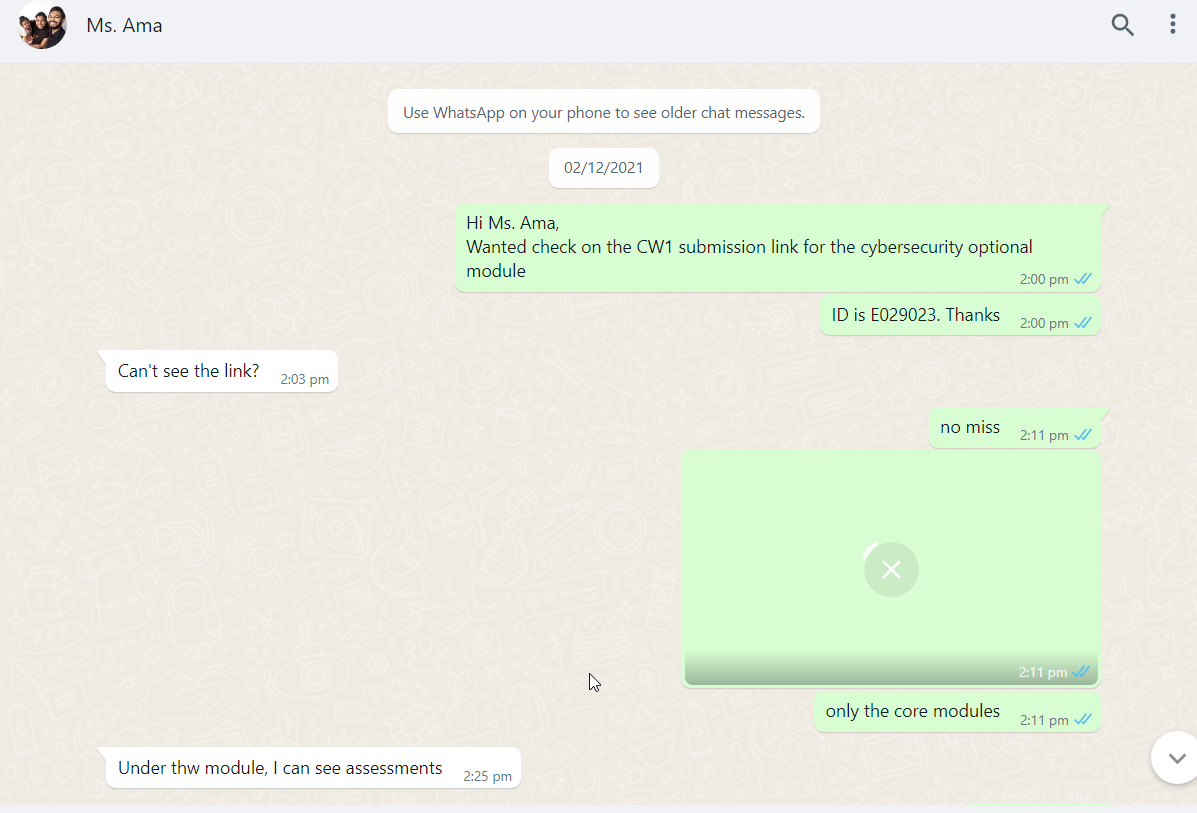 Ms. Ama
Use WhatsApp on your phone to see older chat messages.
02/12/2021
Hi Ms. Ama,
Wanted check on the CW1 submission link for the cybersecurity optional
module
2:00 pm
ID is E029023. Thanks
2:00 pm
Can't see the link?
2:03 pm
no miss
2:11 pm
2:11 pm
only the core modules
2:11 pm
Under thw module, I can see assessments
2:25 pm